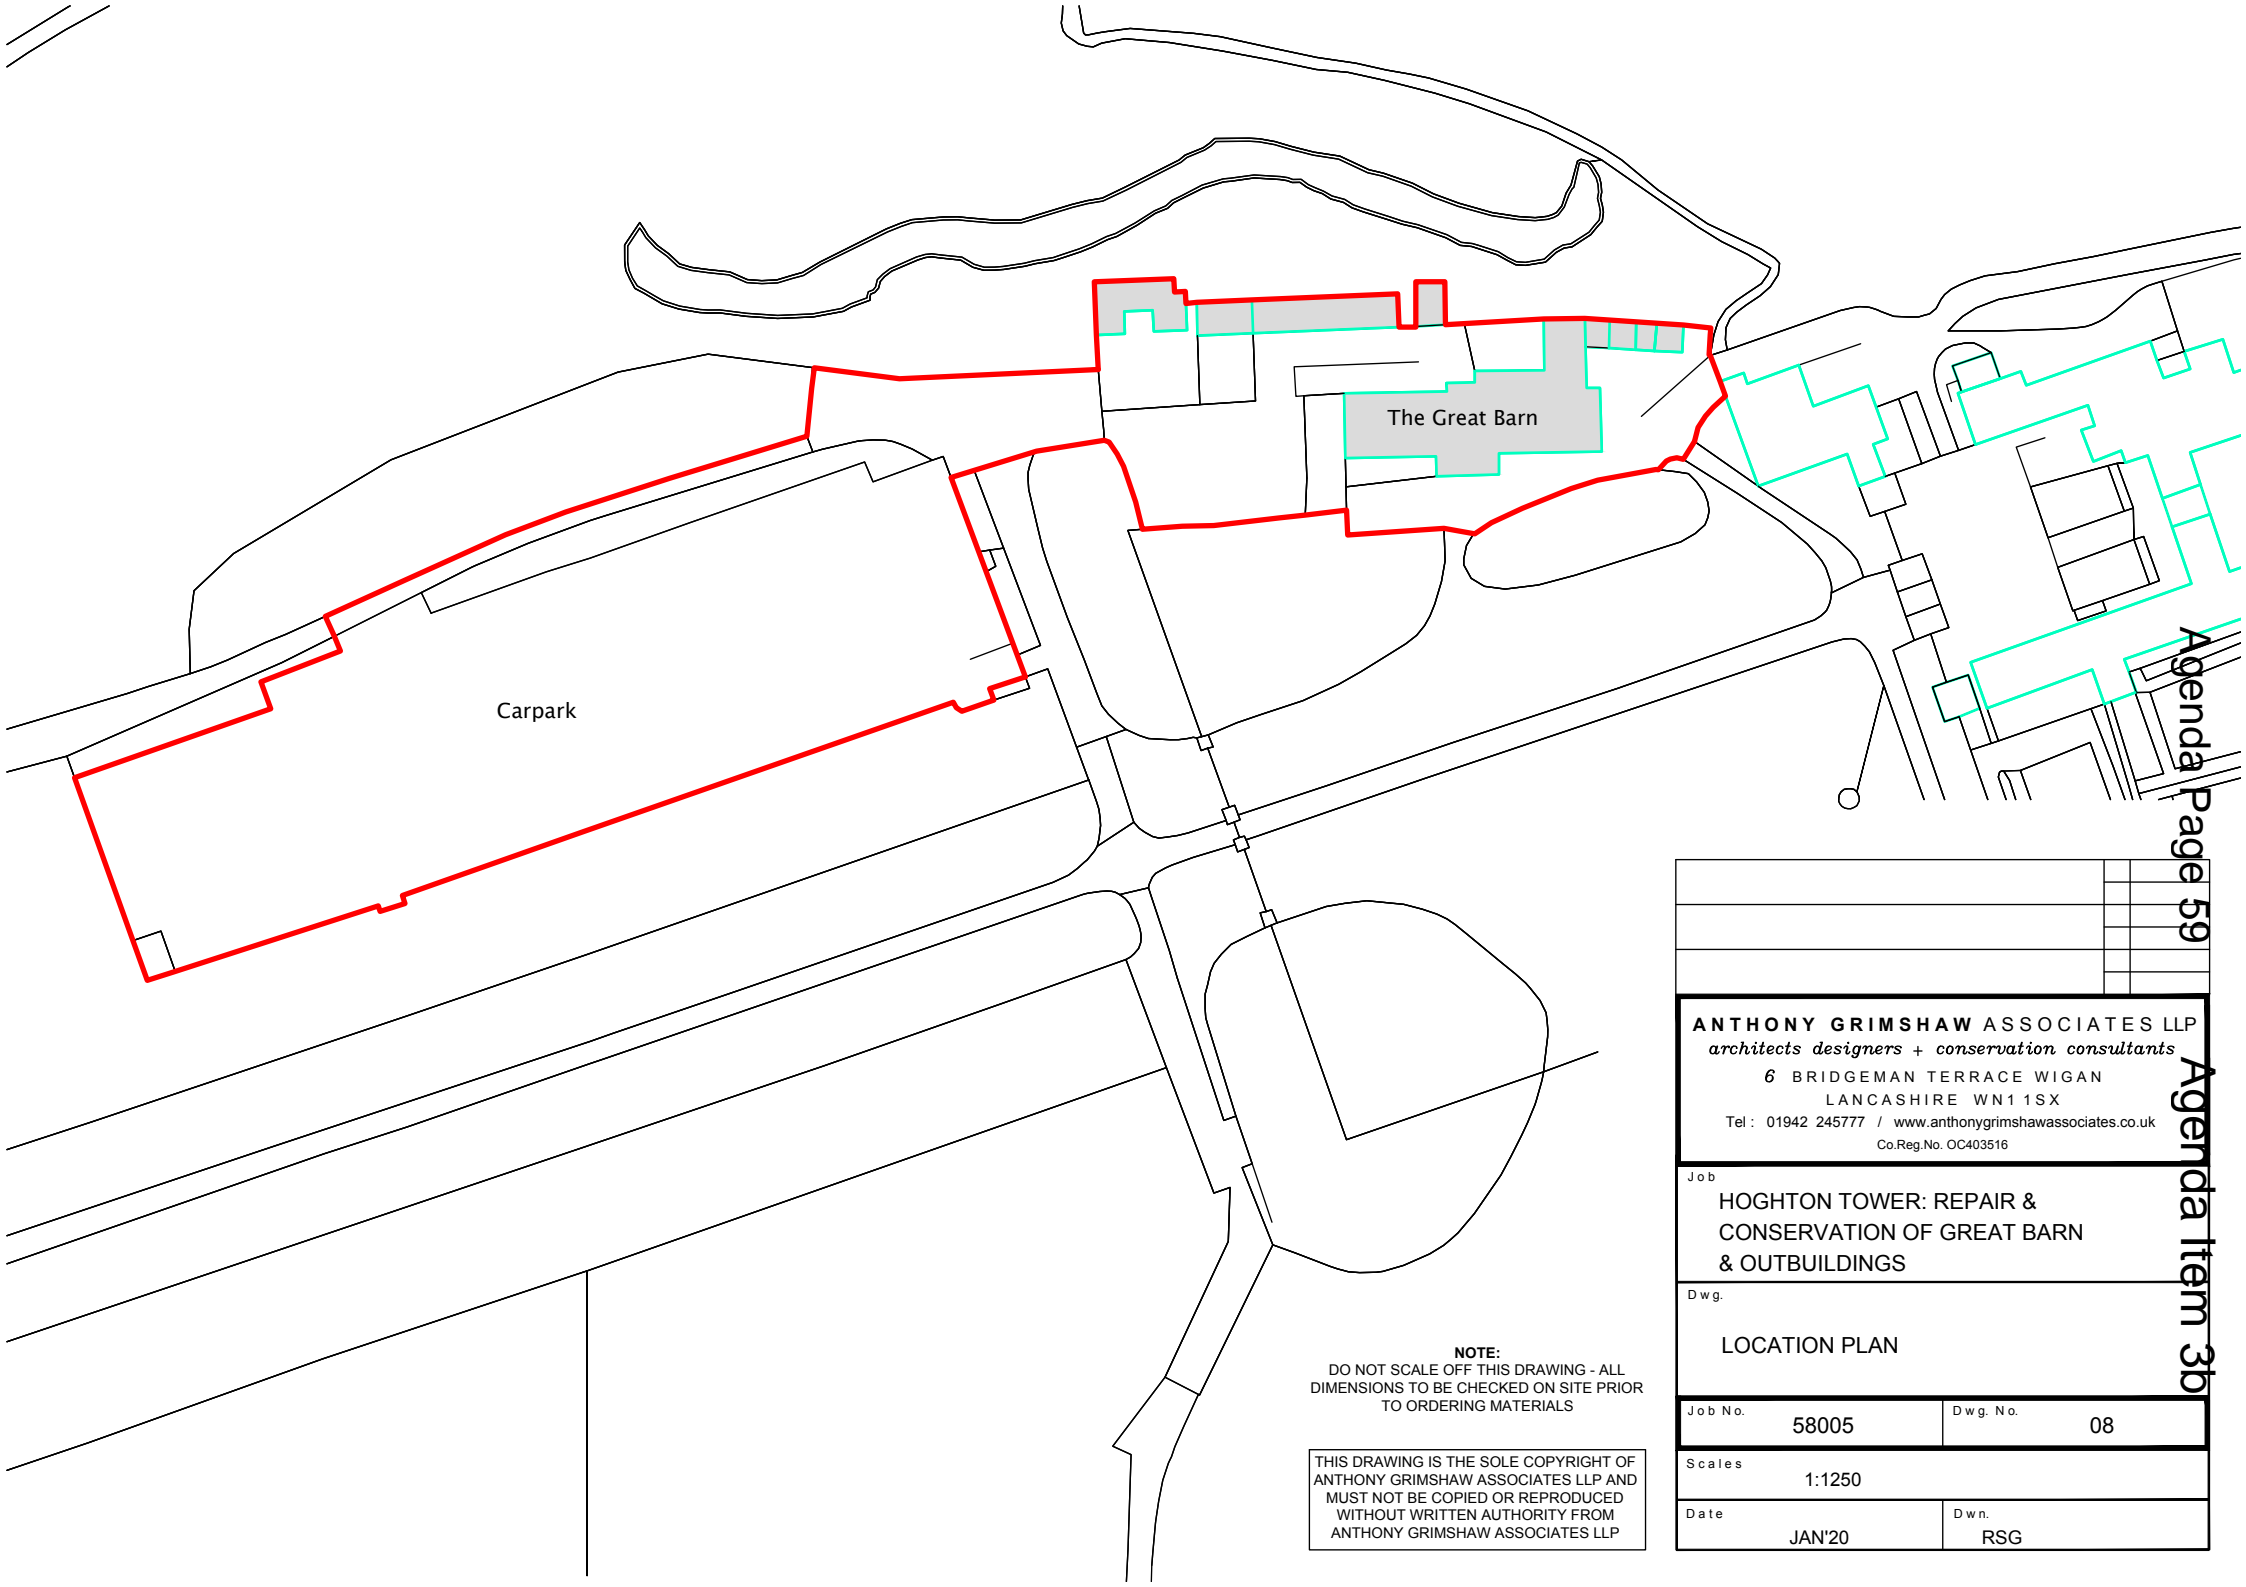 The Great Barn
Carpark
Agenda Page 59
Agenda Item 3b
ANTHONY GRIMSHAW ASSOCIATES LLP
architects designers + conservation consultants
6 BRIDGEMAN TERRACE WIGAN
LANCASHIRE WN1 1SX
Tel : 01942 245777 / www.anthonygrimshawassociates.co.uk
Co.Reg.No. OC403516
Job
HOGHTON TOWER: REPAIR &
CONSERVATION OF GREAT BARN
& OUTBUILDINGS
Dwg.
LOCATION PLAN
Job No. 58005
Dwg. No. 08
Scales
1:1250
Date
JAN'20
Dwn.
RSG
NOTE:
DO NOT SCALE OFF THIS DRAWING - ALL
DIMENSIONS TO BE CHECKED ON SITE PRIOR
TO ORDERING MATERIALS
THIS DRAWING IS THE SOLE COPYRIGHT OF
ANTHONY GRIMSHAW ASSOCIATES LLP AND
MUST NOT BE COPIED OR REPRODUCED
WITHOUT WRITTEN AUTHORITY FROM
ANTHONY GRIMSHAW ASSOCIATES LLP